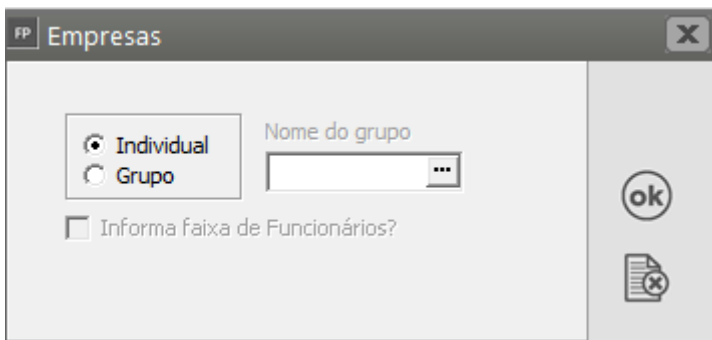 FP Empresas
Individual
Grupo
Nome do grupo
...
Informa faixa de Funcionários?
ok